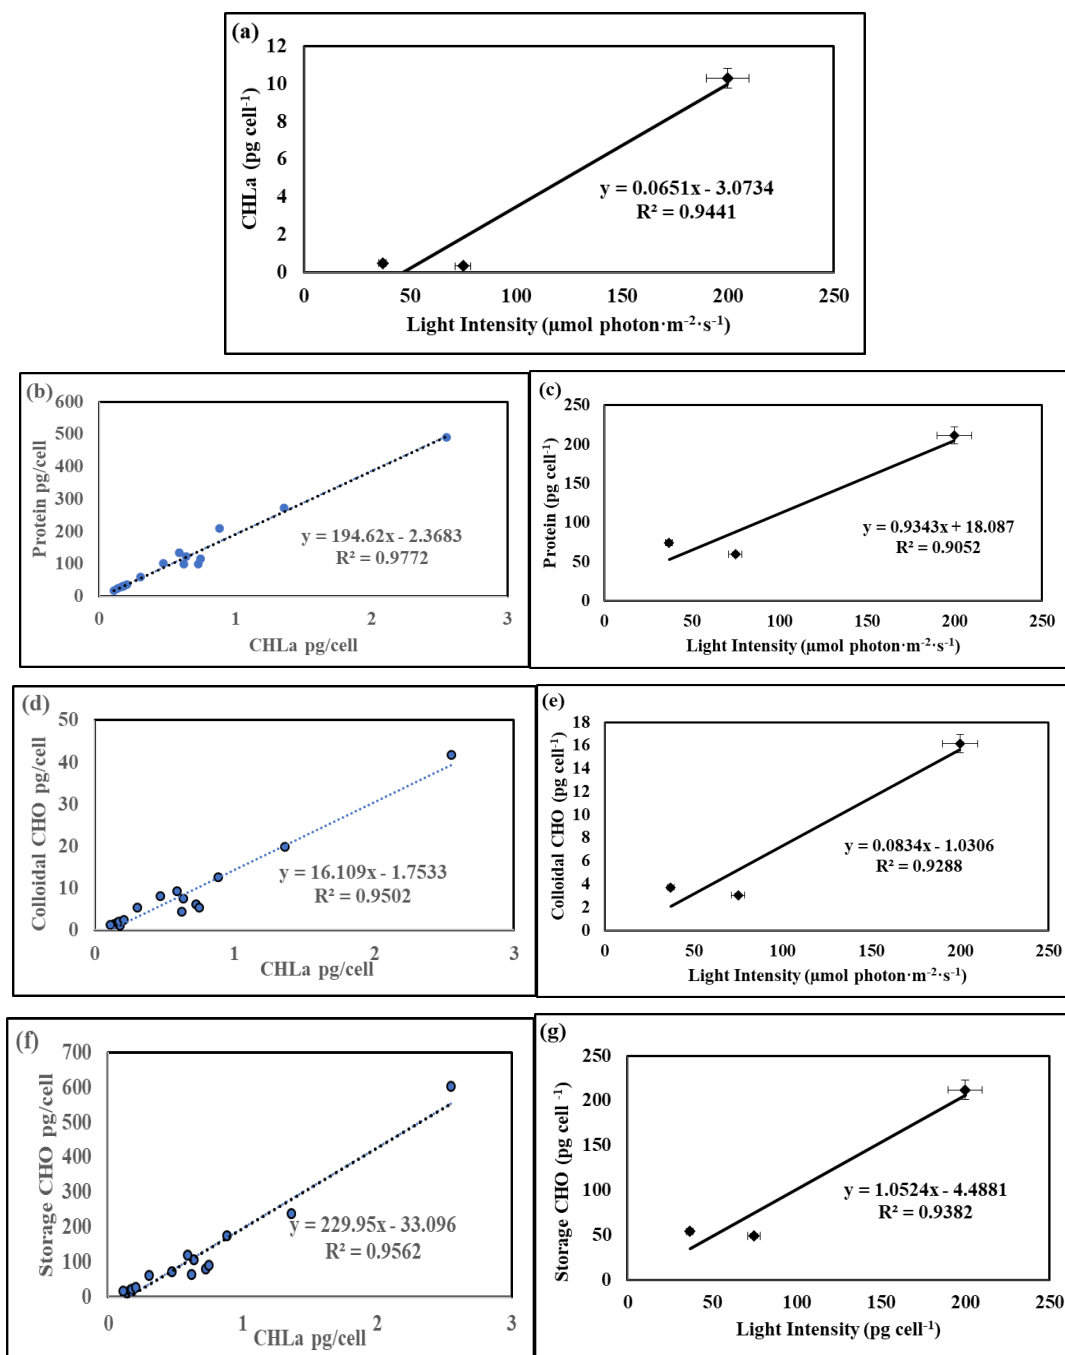 (a)
12
10
8
6
4
2
0
CHLa (pg cell⁻¹)
y = 0.0651x - 3.0734
R² = 0.9441
0 50 100 150 200 250
Light Intensity (µmol photon·m⁻²·s⁻¹)
(b)
600
500
400
300
200
100
0
Protein pg/cell
y = 194.62x - 2.3683
R² = 0.9772
0 1 2 3
CHLa pg/cell
(c)
250
200
150
100
50
0
Protein (pg cell⁻¹)
y = 0.9343x + 18.087
R² = 0.9052
0 50 100 150 200 250
Light Intensity (µmol photon·m⁻²·s⁻¹)
(d)
50
40
30
20
10
0
Colloidal CHO pg/cell
y = 16.109x - 1.7533
R² = 0.9502
0 1 2 3
CHLa pg/cell
(e)
18
16
14
12
10
8
6
4
2
0
Colloidal CHO (pg cell⁻¹)
y = 0.0834x - 1.0306
R² = 0.9288
0 50 100 150 200 250
Light Intensity (µmol photon·m⁻²·s⁻¹)
(f)
700
600
500
400
300
200
100
0
Storage CHO pg/cell
y = 229.95x - 33.096
R² = 0.9562
0 1 2 3
CHLa pg/cell
(g)
250
200
150
100
50
0
Storage CHO (pg cell ⁻¹)
y = 1.0524x - 4.4881
R² = 0.9382
0 50 100 150 200 250
Light Intensity (pg cell⁻¹)